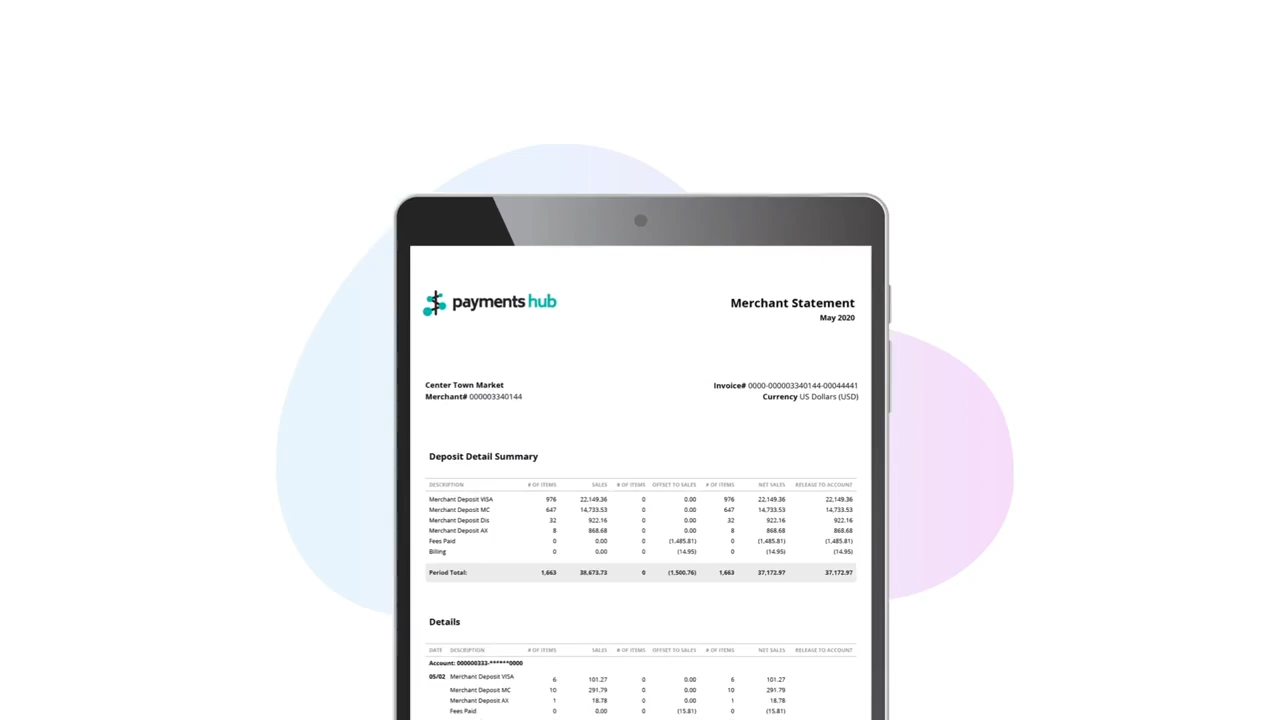 payments hub
Merchant Statement
May 2020
Center Town Market
Merchant# 000003340144
Invoice# 0000-000003340144-00044441
Currency US Dollars (USD)
Deposit Detail Summary
DESCRIPTION # OF ITEMS SALES # OF ITEMS OFFSET TO SALES # OF ITEMS NET SALES RELEASE TO ACCOUNT
Merchant Deposit VISA 976 22,149.36 0 0.00 976 22,149.36 22,149.36
Merchant Deposit MC 647 14,733.53 0 0.00 647 14,733.53 14,733.53
Merchant Deposit Dis 32 922.16 0 0.00 32 922.16 922.16
Merchant Deposit AX 8 868.68 0 0.00 8 868.68 868.68
Fees Paid 0 0.00 0 (1,485.81) 0 (1,485.81) (1,485.81)
Billing 0 0.00 0 (14.95) 0 (14.95) (14.95)
Period Total: 1,663 38,673.73 0 (1,500.76) 1,663 37,172.97 37,172.97
Details
DATE DESCRIPTION # OF ITEMS SALES # OF ITEMS OFFSET TO SALES # OF ITEMS NET SALES RELEASE TO ACCOUNT
Account: 000000333-******0000
05/02 Merchant Deposit VISA 6 101.27 0 0.00 6 101.27
Merchant Deposit MC 10 291.79 0 0.00 10 291.79
Merchant Deposit AX 1 18.78 0 0.00 1 18.78
Fees Paid 0 0.00 0 (15.81) 0 (15.81)